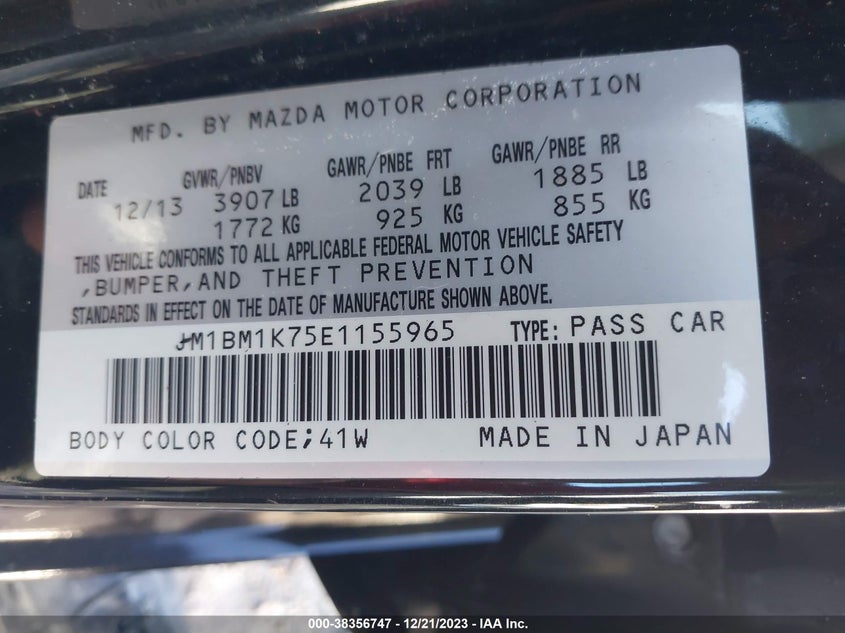 MFD. BY MAZDA MOTOR CORPORATION
DATE GVWR/PNBV GAWR/PNBE FRT GAWR/PNBE RR
12/13 3907 LB 2039 LB 1885 LB
1772 KG 925 KG 855 KG
THIS VEHICLE CONFORMS TO ALL APPLICABLE FEDERAL MOTOR VEHICLE SAFETY
,BUMPER,AND THEFT PREVENTION
STANDARDS IN EFFECT ON THE DATE OF MANUFACTURE SHOWN ABOVE.
JM1BM1K75E1155965 TYPE: PASS CAR
BODY COLOR CODE;41W MADE IN JAPAN
000-38356747 - 12/21/2023 - IAA Inc.